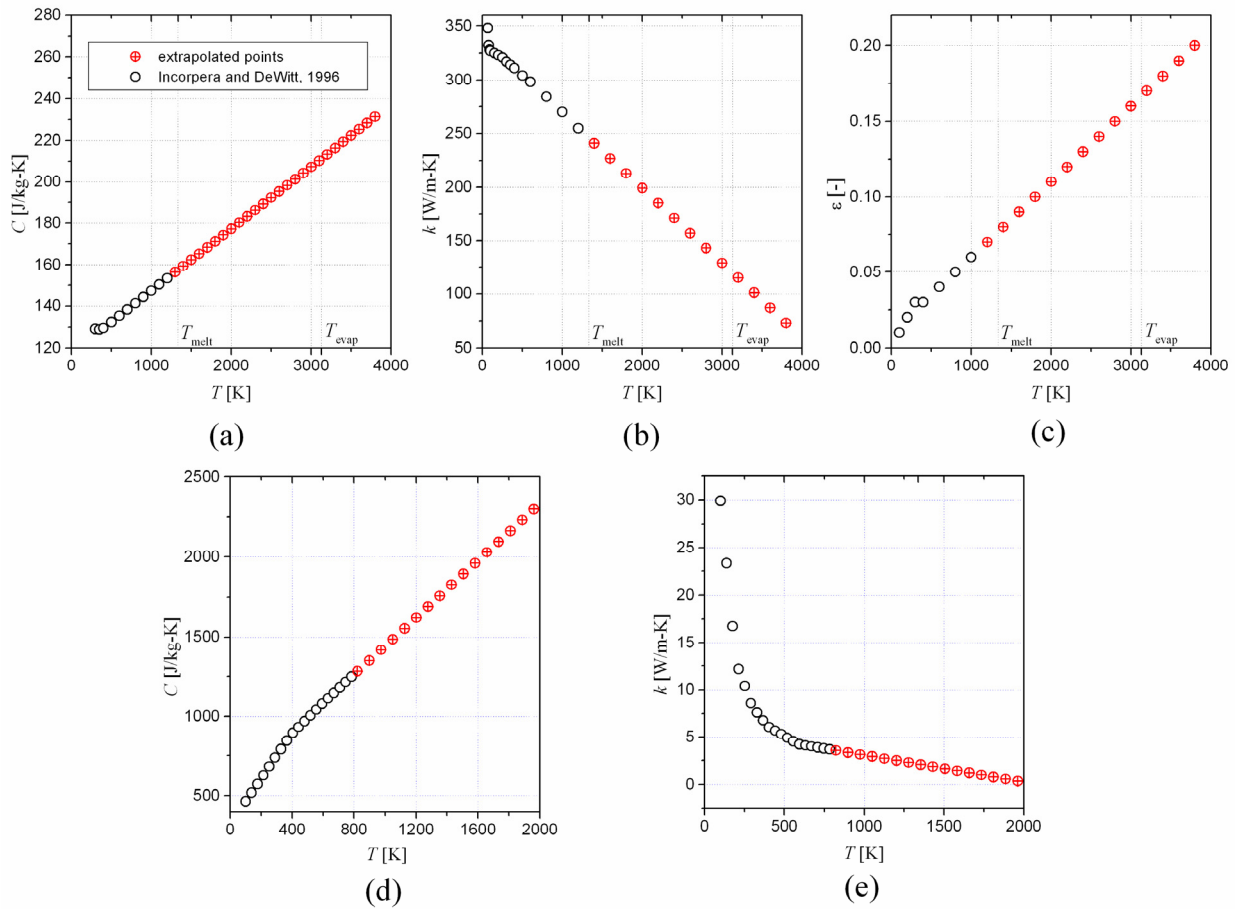 280
260
240
220
200
180
160
140
120
C [J/kg-K]
extrapolated points
Incorpera and DeWitt, 1996
T_melt
T_evap
0 1000 2000 3000 4000
T [K]
(a)
350
300
250
200
150
100
50
k [W/m-K]
T_melt
T_evap
0 1000 2000 3000 4000
T [K]
(b)
0.20
0.15
0.10
0.05
0.00
ε [-]
T_melt
T_evap
0 1000 2000 3000 4000
T [K]
(c)
2500
2000
1500
1000
500
C [J/kg-K]
0 400 800 1200 1600 2000
T [K]
(d)
30
25
20
15
10
5
0
k [W/m-K]
0 500 1000 1500 2000
T [K]
(e)